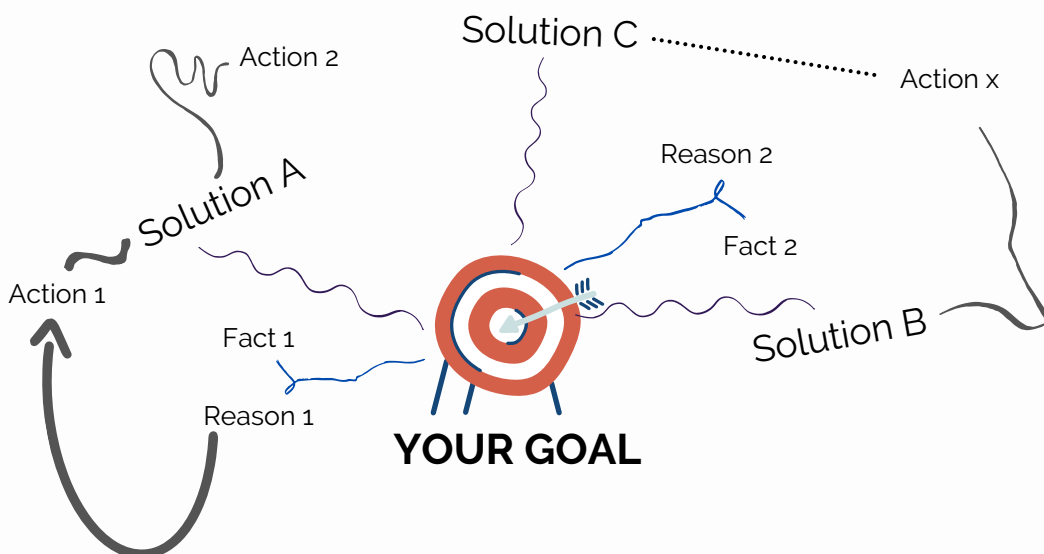 Solution C
Action 2
Action x
Reason 2
Solution A
Fact 2
Action 1
Fact 1
Solution B
Reason 1
YOUR GOAL